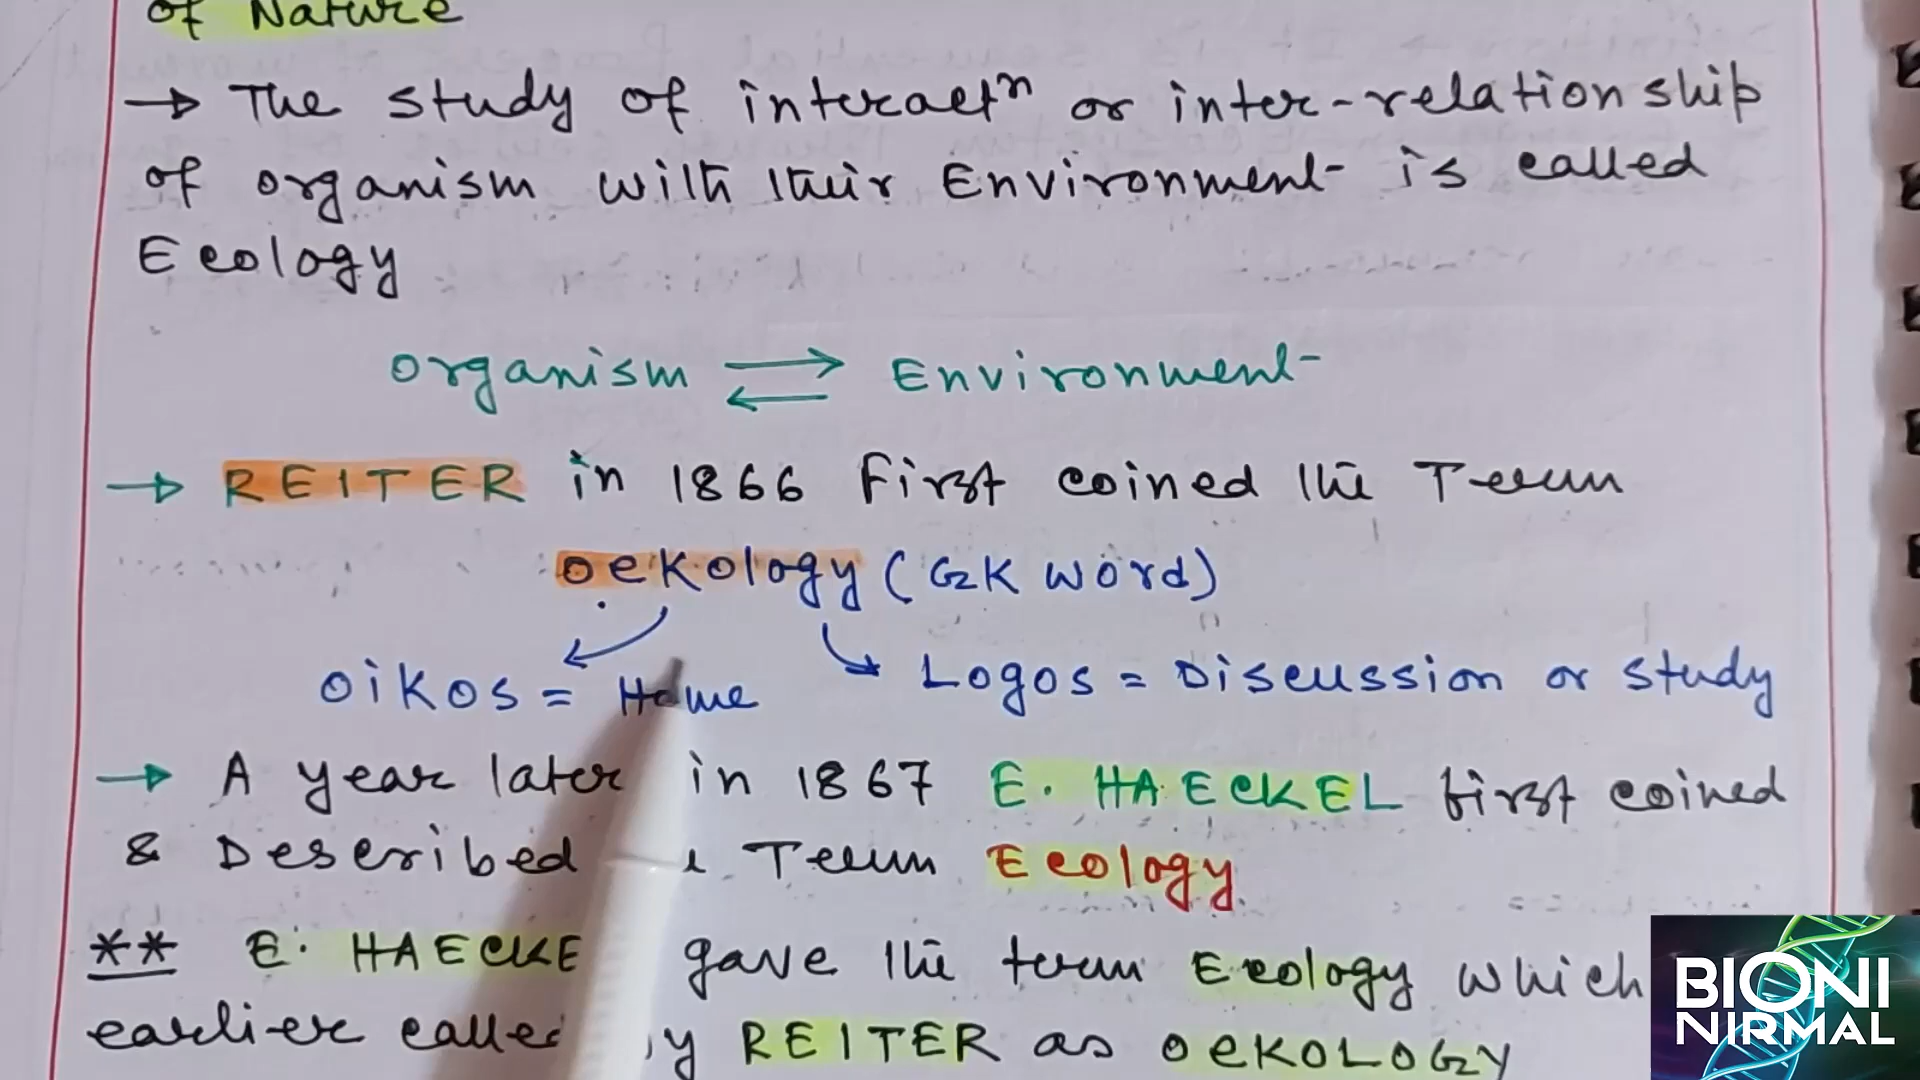 of Nature
→ The study of interactⁿ or inter-relationship
of organism with their Environment is called
Ecology
organism ⇌ Environment
→ REITER in 1866 First coined the Term
oekology (GK word)
oikos = Home
Logos = Discussion or study
→ A year later in 1867 E. HAECKEL first coined
& Described Term Ecology
** E. HAECKE gave the term Ecology which
earlier called by REITER as OEKOLOGY
BIONI
NIRMAL